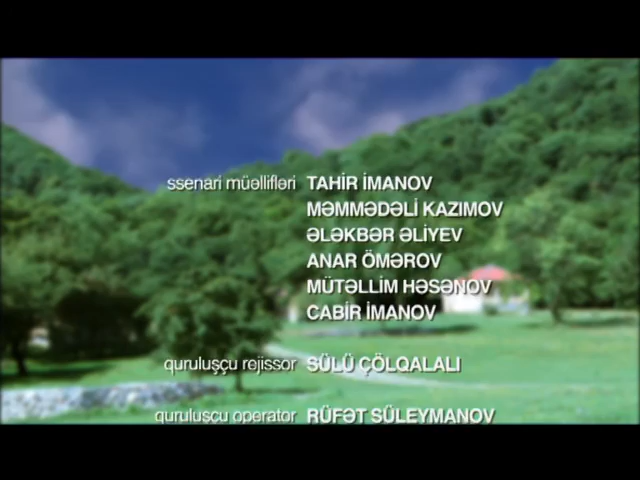 ssenari müəllifləri TAHİR İMANOV
MƏMMƏDƏLİ KAZIMOV
ƏLƏKBƏR ƏLİYEV
ANAR ÖMƏROV
MÜTƏLLİM HƏSƏNOV
CABİR İMANOV
quruluşçu rejissor SÜLÜ ÇÖLQALALI
quruluşçu operator RÜFƏT SÜLEYMANOV